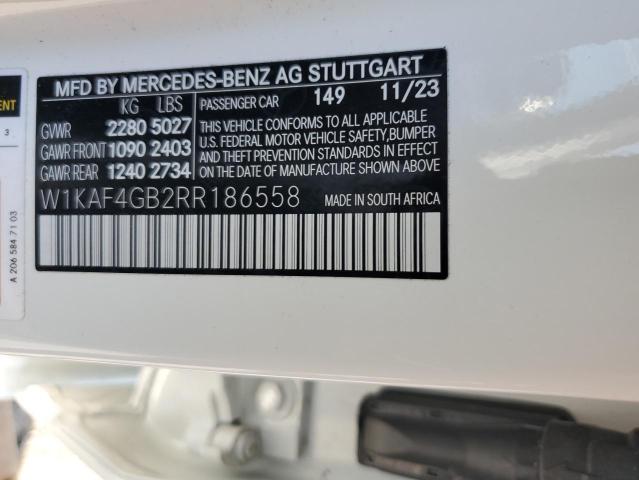 MFD BY MERCEDES-BENZ AG STUTTGART
KG LBS
GVWR 2280 5027
GAWR FRONT 1090 2403
GAWR REAR 1240 2734
PASSENGER CAR 149 11/23
THIS VEHICLE CONFORMS TO ALL APPLICABLE
U.S. FEDERAL MOTOR VEHICLE SAFETY, BUMPER
AND THEFT PREVENTION STANDARDS IN EFFECT
ON THE DATE OF MANUFACTURE SHOWN ABOVE.
W1KAF4GB2RR186558
MADE IN SOUTH AFRICA
3
A 206 584 71 03